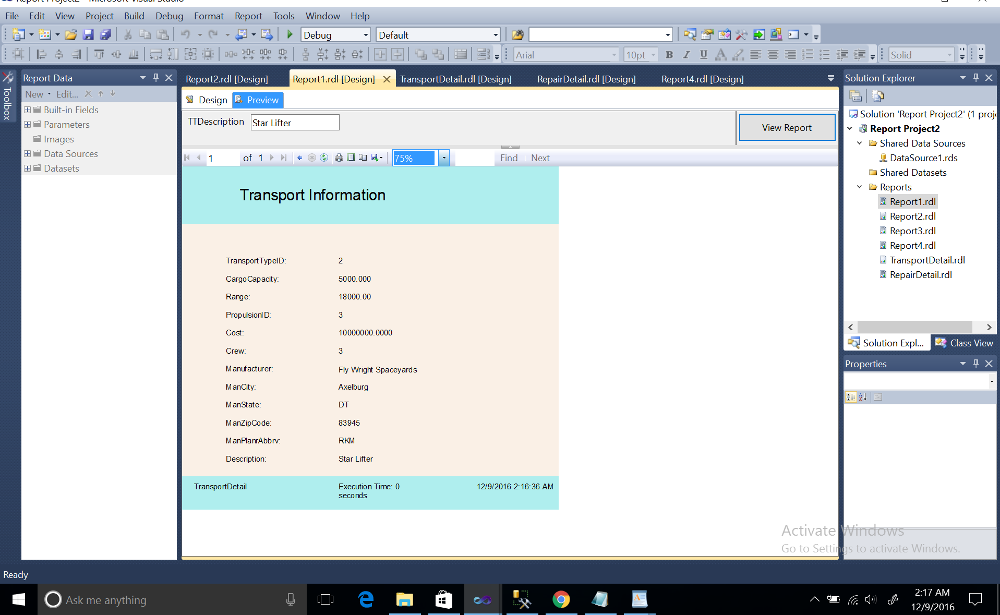 Report Project2 - Microsoft Visual Studio
File Edit View Project Build Debug Format Report Tools Window Help
Debug Default
Arial 10pt B I U Solid
Toolbox
Report Data
New Edit...
Built-in Fields
Parameters
Images
Data Sources
Datasets
Report2.rdl [Design] Report1.rdl [Design] TransportDetail.rdl [Design] RepairDetail.rdl [Design] Report4.rdl [Design]
Design Preview
TTDescription Star Lifter View Report
1 of 1 75% Find Next
Transport Information
TransportTypeID: 2
CargoCapacity: 5000.000
Range: 18000.00
PropulsionID: 3
Cost: 10000000.0000
Crew: 3
Manufacturer: Fly Wright Spaceyards
ManCity: Axelburg
ManState: DT
ManZipCode: 83945
ManPlanrAbbrv: RKM
Description: Star Lifter
TransportDetail Execution Time: 0 12/9/2016 2:16:36 AM
seconds
Solution Explorer
Solution 'Report Project2' (1 proje
Report Project2
Shared Data Sources
DataSource1.rds
Shared Datasets
Reports
Report1.rdl
Report2.rdl
Report3.rdl
Report4.rdl
TransportDetail.rdl
RepairDetail.rdl
Solution Expl... Class View
Properties
Activate Windows
Go to Settings to activate Windows.
Ready
Ask me anything
2:17 AM
12/9/2016